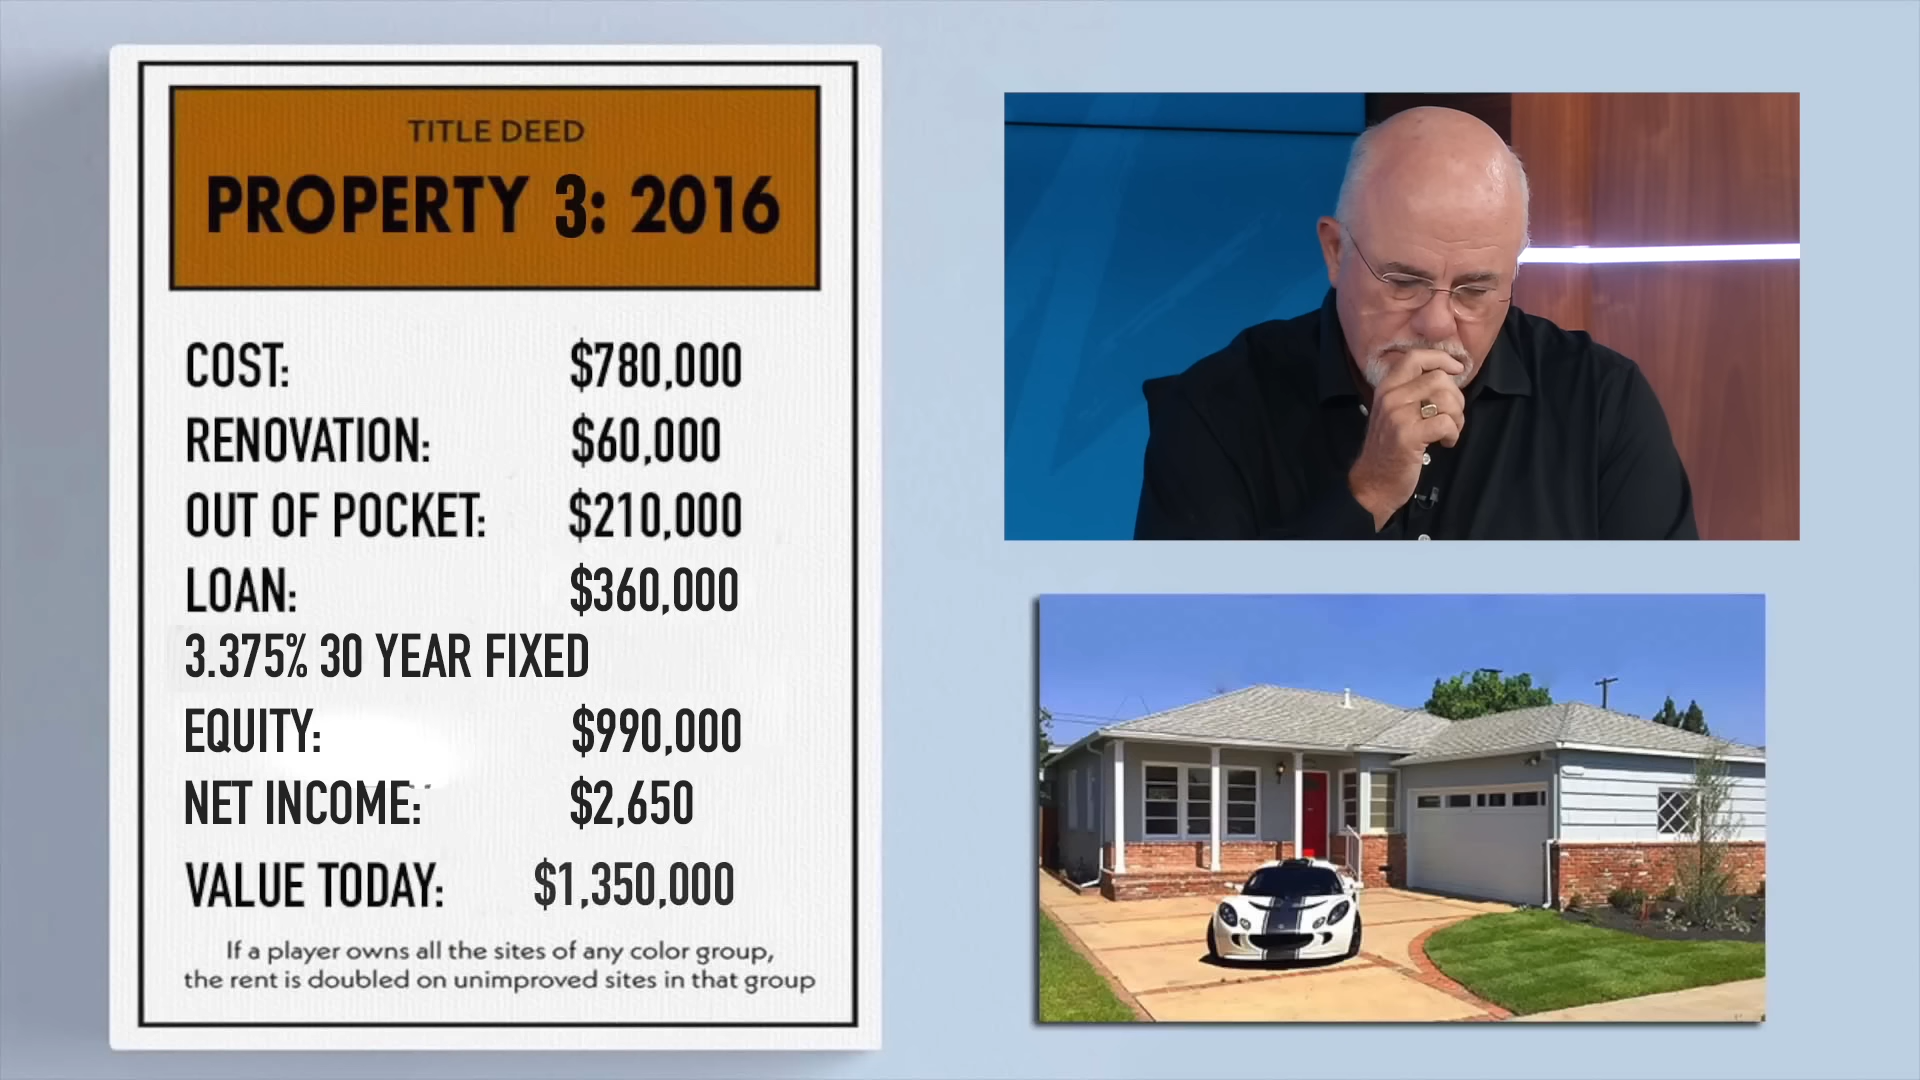 TITLE DEED
PROPERTY 3: 2016
COST: $780,000
RENOVATION: $60,000
OUT OF POCKET: $210,000
LOAN: $360,000
3.375% 30 YEAR FIXED
EQUITY: $990,000
NET INCOME: $2,650
VALUE TODAY: $1,350,000
If a player owns all the sites of any color group,
the rent is doubled on unimproved sites in that group